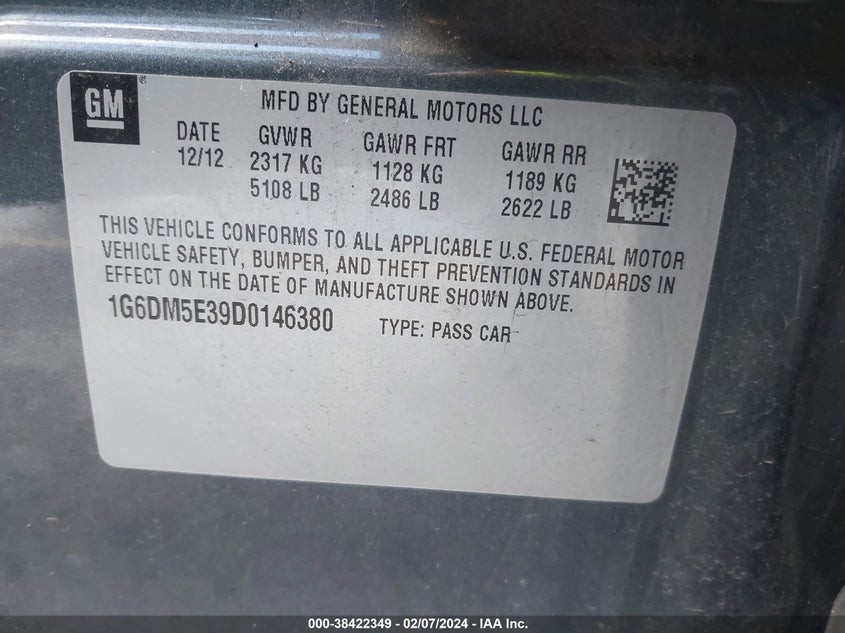 GM
MFD BY GENERAL MOTORS LLC
DATE GVWR GAWR FRT GAWR RR
12/12 2317 KG 1128 KG 1189 KG
5108 LB 2486 LB 2622 LB
THIS VEHICLE CONFORMS TO ALL APPLICABLE U.S. FEDERAL MOTOR
VEHICLE SAFETY, BUMPER, AND THEFT PREVENTION STANDARDS IN
EFFECT ON THE DATE OF MANUFACTURE SHOWN ABOVE.
1G6DM5E39D0146380 TYPE: PASS CAR
000-38422349 - 02/07/2024 - IAA Inc.